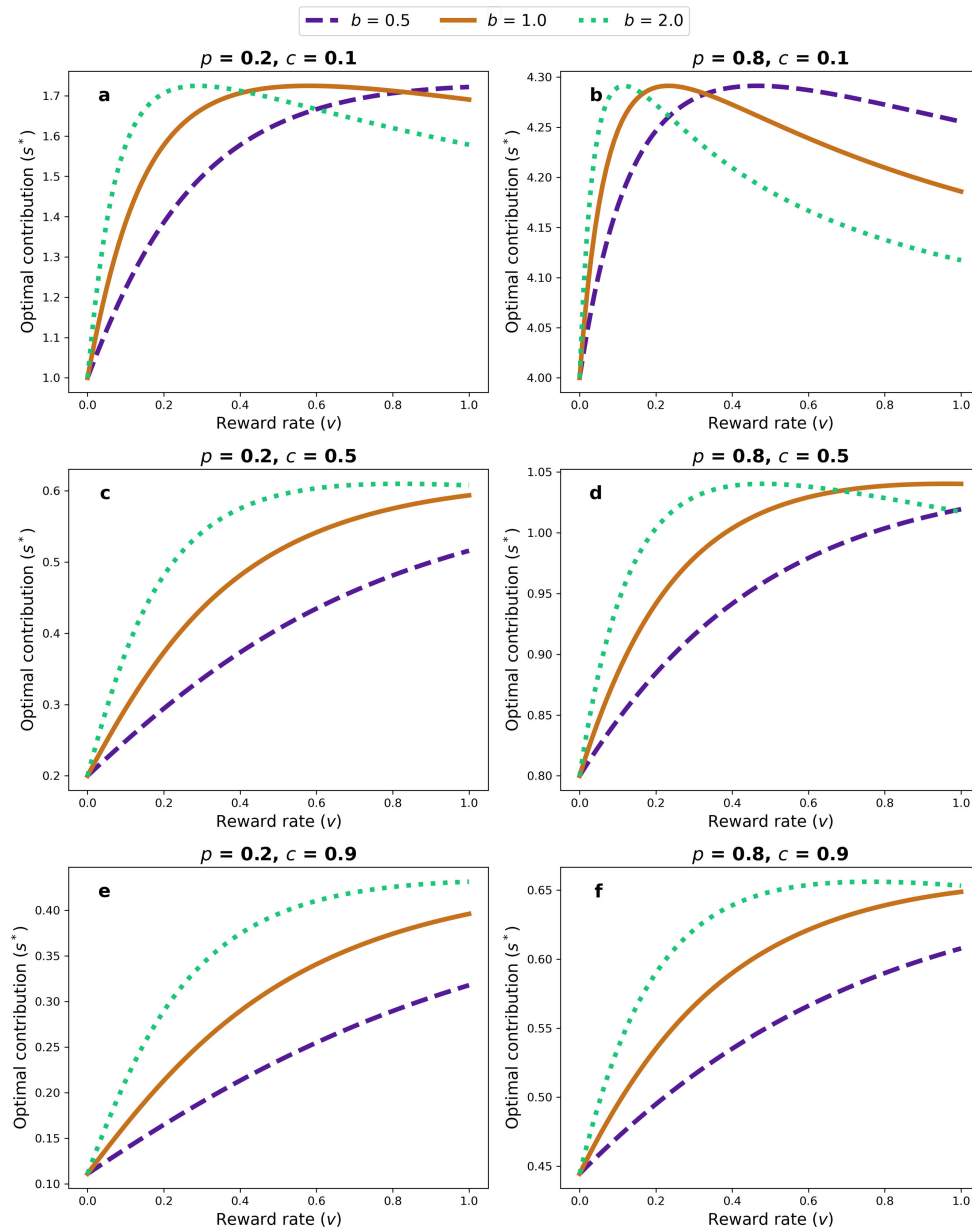 b = 0.5 b = 1.0 b = 2.0
p = 0.2, c = 0.1
a
Optimal contribution (s*)
1.7
1.6
1.5
1.4
1.3
1.2
1.1
1.0
0.0 0.2 0.4 0.6 0.8 1.0
Reward rate (v)
p = 0.8, c = 0.1
b
Optimal contribution (s*)
4.30
4.25
4.20
4.15
4.10
4.05
4.00
0.0 0.2 0.4 0.6 0.8 1.0
Reward rate (v)
p = 0.2, c = 0.5
c
Optimal contribution (s*)
0.6
0.5
0.4
0.3
0.2
0.0 0.2 0.4 0.6 0.8 1.0
Reward rate (v)
p = 0.8, c = 0.5
d
Optimal contribution (s*)
1.05
1.00
0.95
0.90
0.85
0.80
0.0 0.2 0.4 0.6 0.8 1.0
Reward rate (v)
p = 0.2, c = 0.9
e
Optimal contribution (s*)
0.40
0.35
0.30
0.25
0.20
0.15
0.10
0.0 0.2 0.4 0.6 0.8 1.0
Reward rate (v)
p = 0.8, c = 0.9
f
Optimal contribution (s*)
0.65
0.60
0.55
0.50
0.45
0.0 0.2 0.4 0.6 0.8 1.0
Reward rate (v)